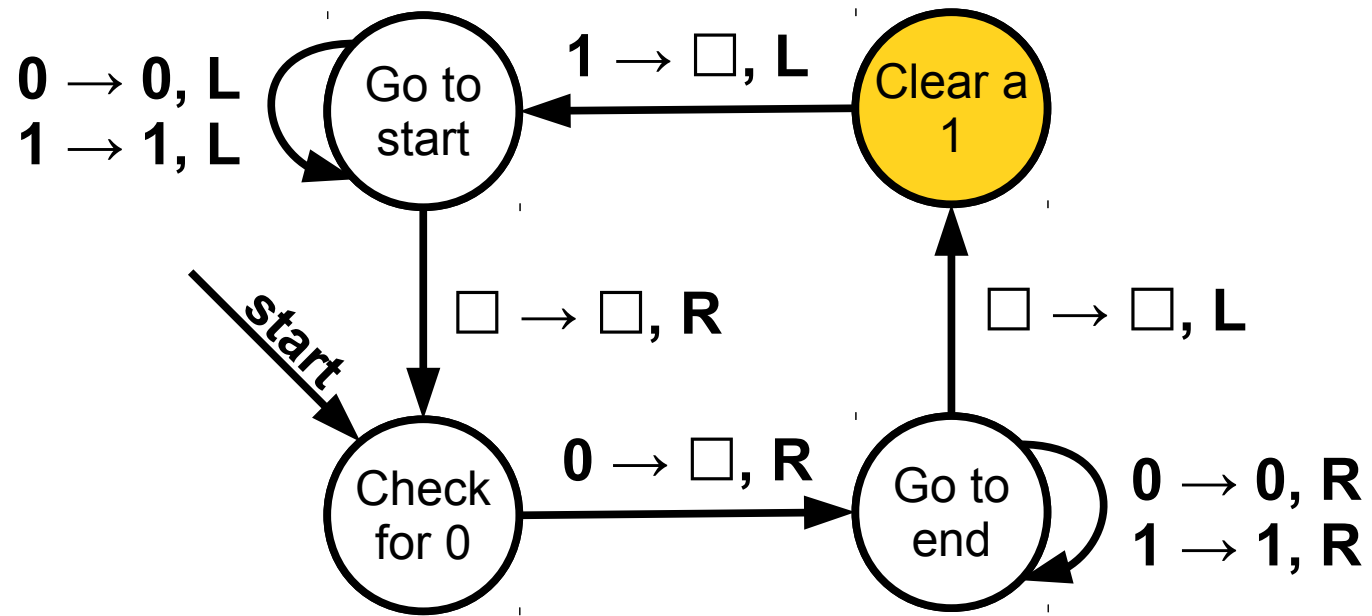 0 → 0, L
1 → 1, L
Go to
start
1 → □, L
Clear a
1
start
□ → □, R
□ → □, L
Check
for 0
0 → □, R
Go to
end
0 → 0, R
1 → 1, R